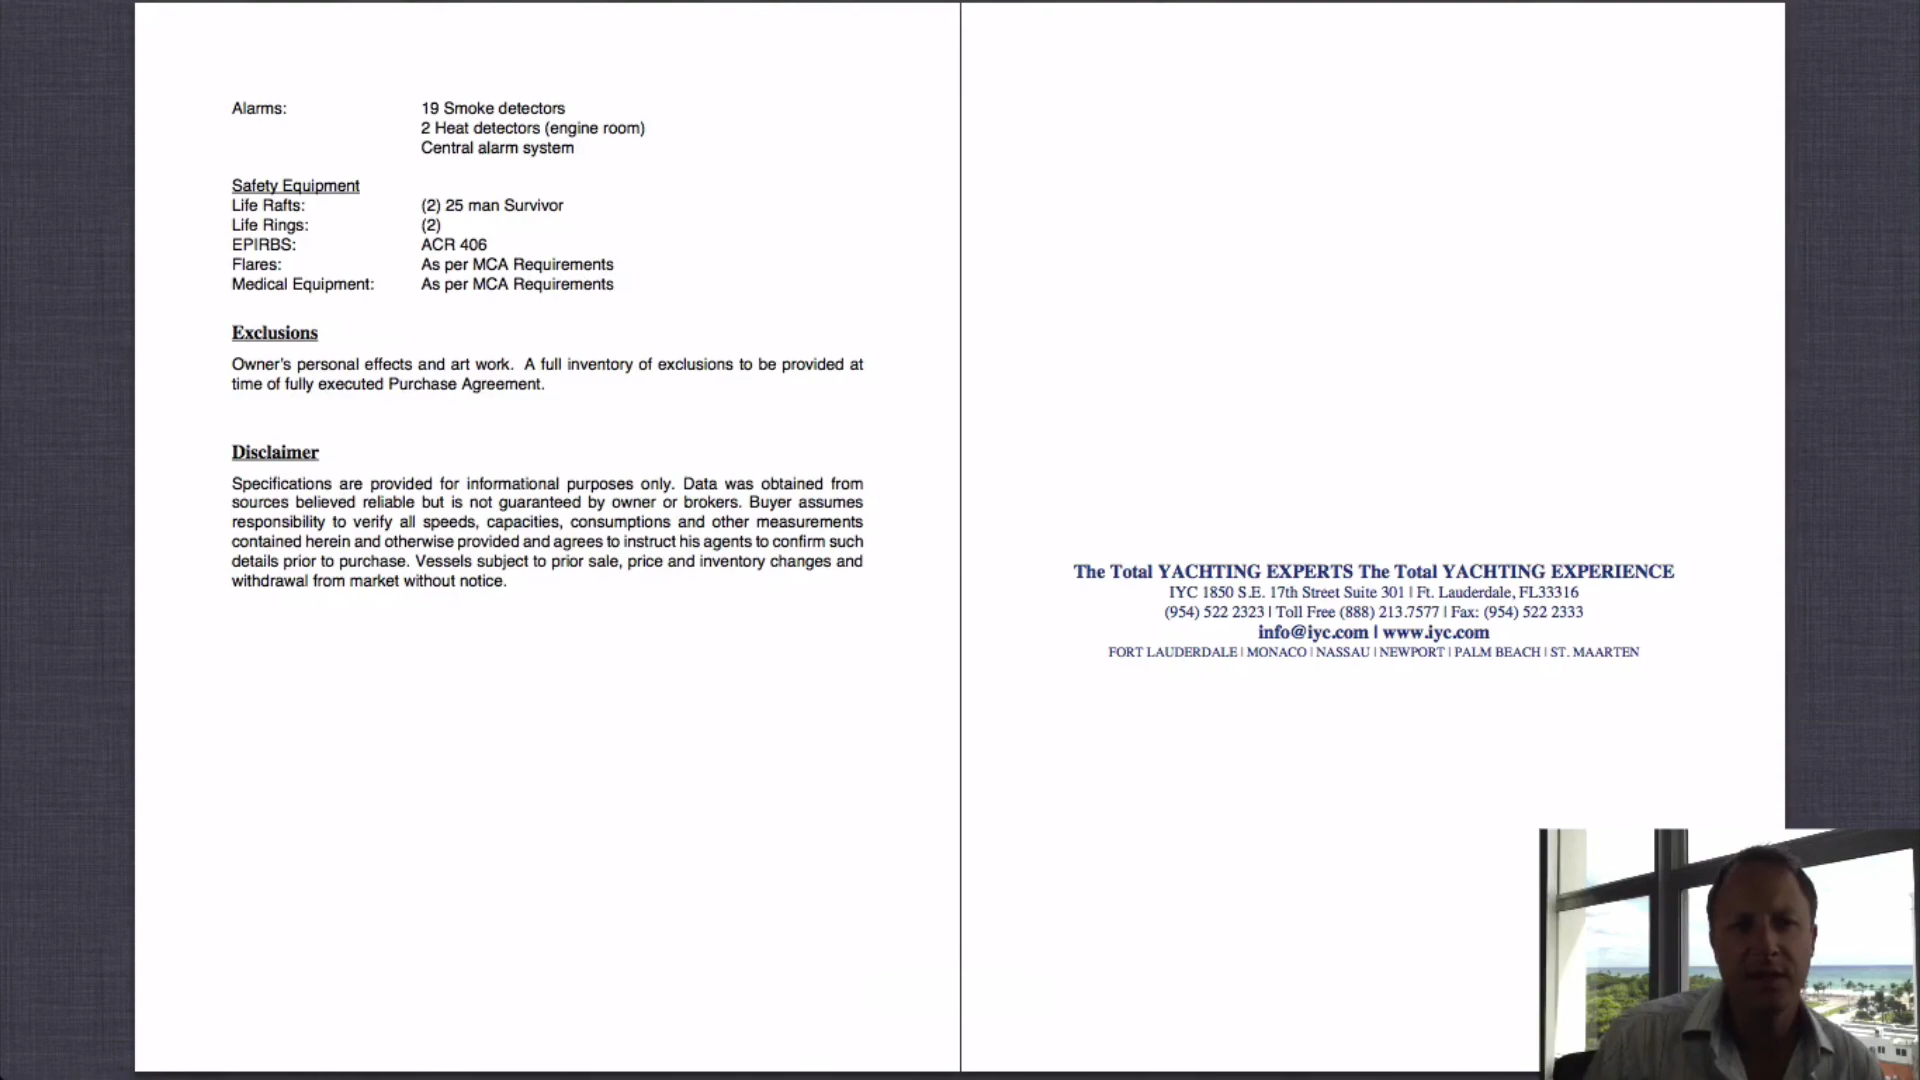 Alarms: 19 Smoke detectors
2 Heat detectors (engine room)
Central alarm system
Safety Equipment
Life Rafts: (2) 25 man Survivor
Life Rings: (2)
EPIRBS: ACR 406
Flares: As per MCA Requirements
Medical Equipment: As per MCA Requirements
Exclusions
Owner's personal effects and art work. A full inventory of exclusions to be provided at
time of fully executed Purchase Agreement.
Disclaimer
Specifications are provided for informational purposes only. Data was obtained from
sources believed reliable but is not guaranteed by owner or brokers. Buyer assumes
responsibility to verify all speeds, capacities, consumptions and other measurements
contained herein and otherwise provided and agrees to instruct his agents to confirm such
details prior to purchase. Vessels subject to prior sale, price and inventory changes and
withdrawal from market without notice.
The Total YACHTING EXPERTS The Total YACHTING EXPERIENCE
IYC 1850 S.E. 17th Street Suite 301 | Ft. Lauderdale, FL33316
(954) 522 2323 | Toll Free (888) 213.7577 | Fax: (954) 522 2333
info@iyc.com | www.iyc.com
FORT LAUDERDALE | MONACO | NASSAU | NEWPORT | PALM BEACH | ST. MAARTEN